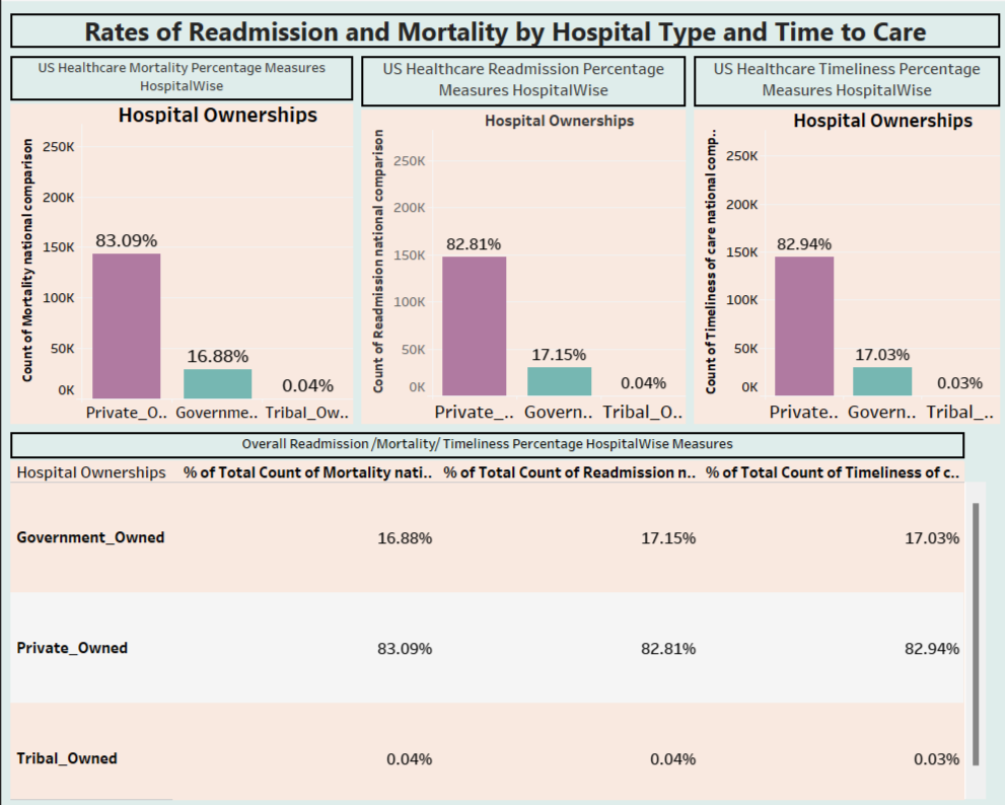 Rates of Readmission and Mortality by Hospital Type and Time to Care
US Healthcare Mortality Percentage Measures
HospitalWise
Hospital Ownerships
Count of Mortality national comparison
250K
200K
150K
100K
50K
0K
83.09%
16.88%
0.04%
Private_O..
Governme..
Tribal_Ow..
US Healthcare Readmission Percentage
Measures HospitalWise
Hospital Ownerships
Count of Readmission national comparison
250K
200K
150K
100K
50K
0K
82.81%
17.15%
0.04%
Private_..
Govern..
Tribal_O..
US Healthcare Timeliness Percentage
Measures HospitalWise
Hospital Ownerships
Count of Timeliness of care national comp..
250K
200K
150K
100K
50K
0K
82.94%
17.03%
0.03%
Private..
Govern..
Tribal_..
Overall Readmission /Mortality/ Timeliness Percentage HospitalWise Measures
Hospital Ownerships % of Total Count of Mortality nati.. % of Total Count of Readmission n.. % of Total Count of Timeliness of c..
Government_Owned 16.88% 17.15% 17.03%
Private_Owned 83.09% 82.81% 82.94%
Tribal_Owned 0.04% 0.04% 0.03%